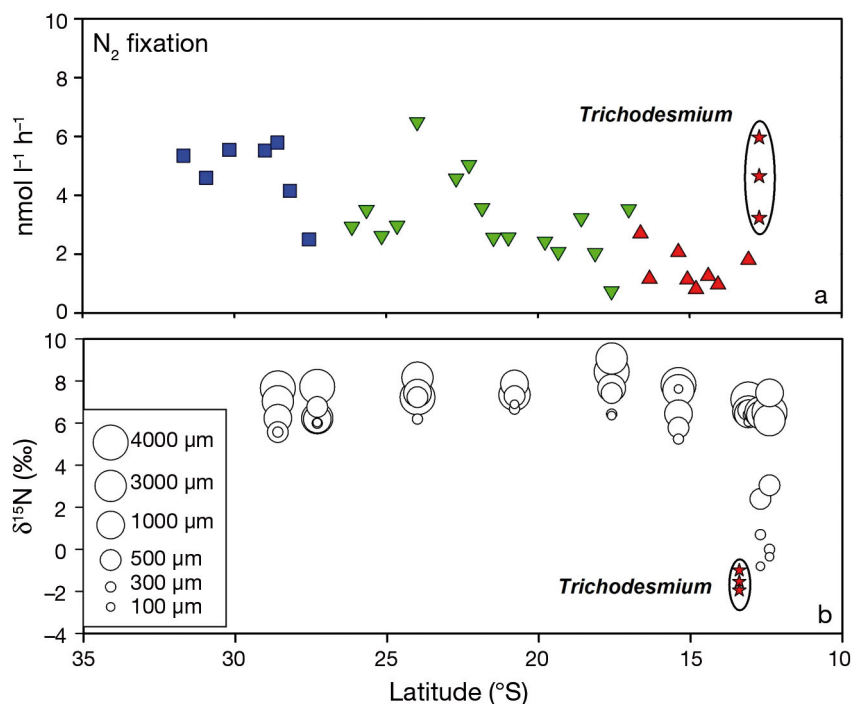 10
N₂ fixation
8
Trichodesmium
6
nmol l⁻¹ h⁻¹
4
2
0
a
10
8
6
4000 µm
4
3000 µm
δ¹⁵N (‰)
2
1000 µm
0
500 µm
300 µm
Trichodesmium
−2
100 µm
b
−4
35 30 25 20 15 10
Latitude (°S)